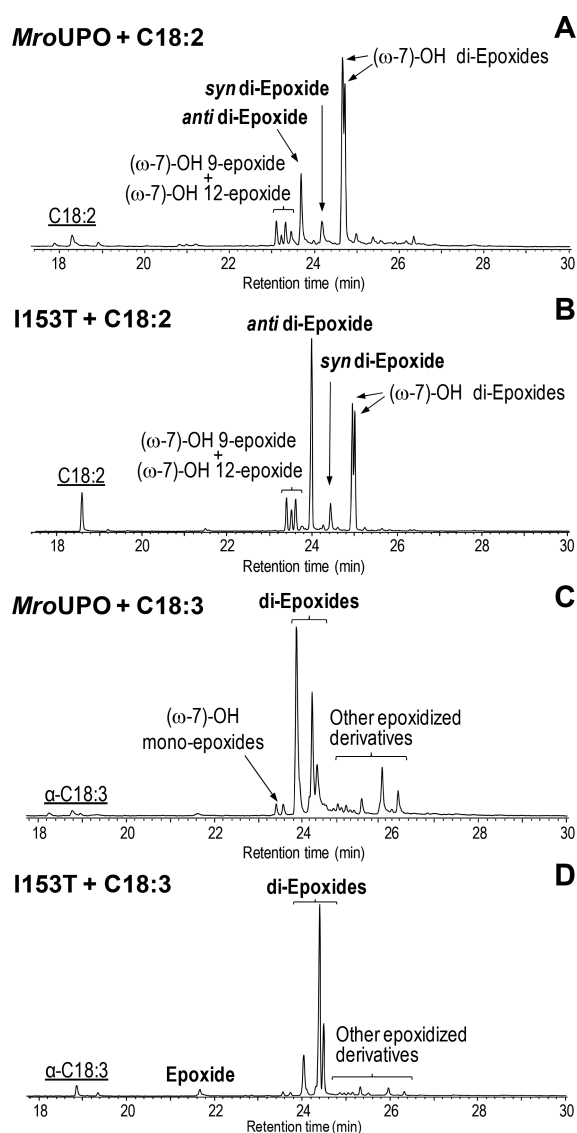 MroUPO + C18:2
A
(ω-7)-OH di-Epoxides
syn di-Epoxide
anti di-Epoxide
(ω-7)-OH 9-epoxide
+
(ω-7)-OH 12-epoxide
C18:2
18 20 22 24 26 28 30
Retention time (min)
I153T + C18:2
B
anti di-Epoxide
syn di-Epoxide
(ω-7)-OH di-Epoxides
(ω-7)-OH 9-epoxide
+
(ω-7)-OH 12-epoxide
C18:2
18 20 22 24 26 28 30
Retention time (min)
MroUPO + C18:3
C
di-Epoxides
(ω-7)-OH
mono-epoxides
Other epoxidized
derivatives
α-C18:3
18 20 22 24 26 28 30
Retention time (min)
I153T + C18:3
D
di-Epoxides
Other epoxidized
derivatives
α-C18:3
Epoxide
18 20 22 24 26 28 30
Retention time (min)